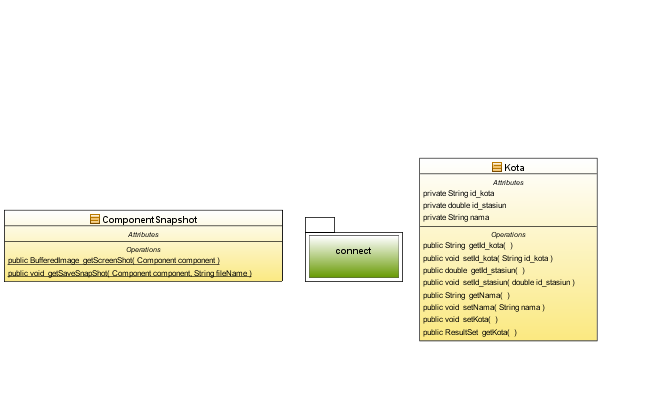 ComponentSnapshot
Attributes
Operations
public BufferedImage getScreenShot( Component component )
public void getSaveSnapShot( Component component, String fileName )
connect
Kota
Attributes
private String id_kota
private double id_stasiun
private String nama
Operations
public String getId_kota( )
public void setId_kota( String id_kota )
public double getId_stasiun( )
public void setId_stasiun( double id_stasiun )
public String getNama( )
public void setNama( String nama )
public void setKota( )
public ResultSet getKota( )